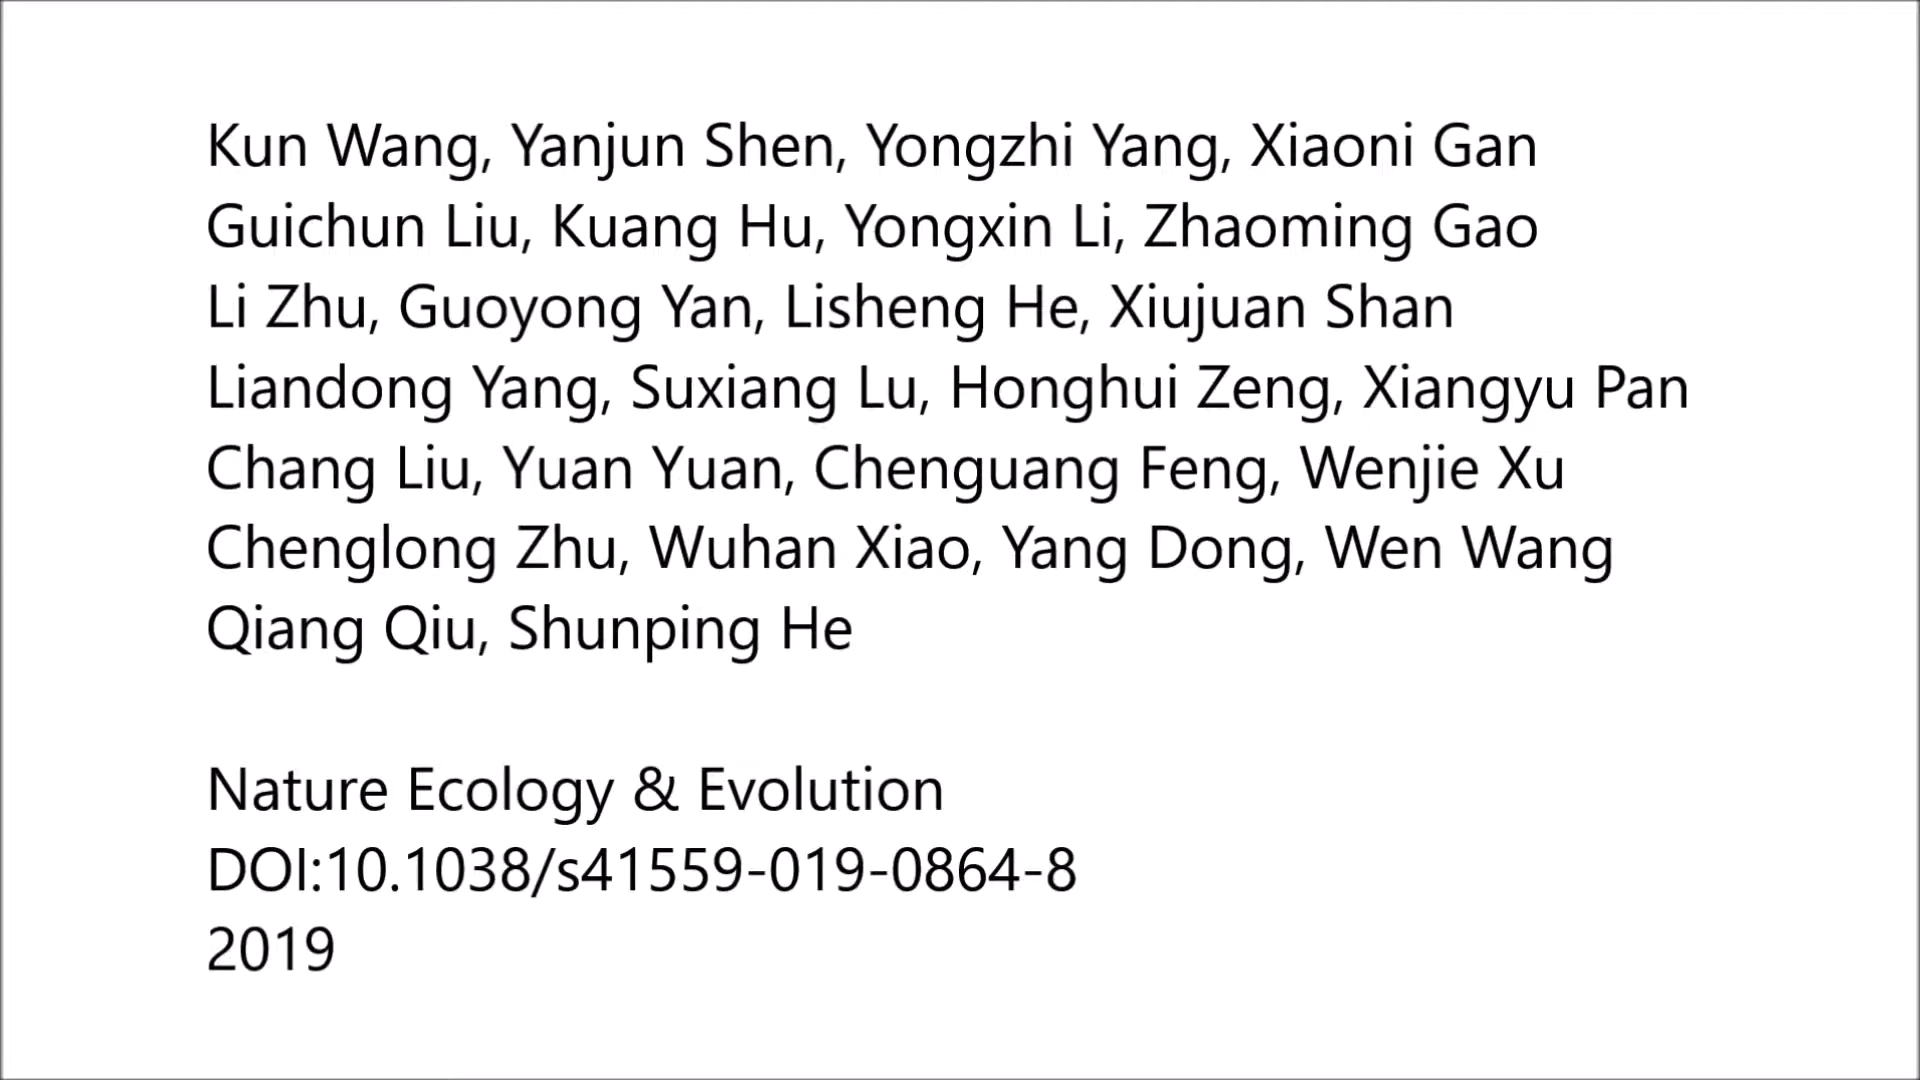 Kun Wang, Yanjun Shen, Yongzhi Yang, Xiaoni Gan
Guichun Liu, Kuang Hu, Yongxin Li, Zhaoming Gao
Li Zhu, Guoyong Yan, Lisheng He, Xiujuan Shan
Liandong Yang, Suxiang Lu, Honghui Zeng, Xiangyu Pan
Chang Liu, Yuan Yuan, Chenguang Feng, Wenjie Xu
Chenglong Zhu, Wuhan Xiao, Yang Dong, Wen Wang
Qiang Qiu, Shunping He
Nature Ecology & Evolution
DOI:10.1038/s41559-019-0864-8
2019